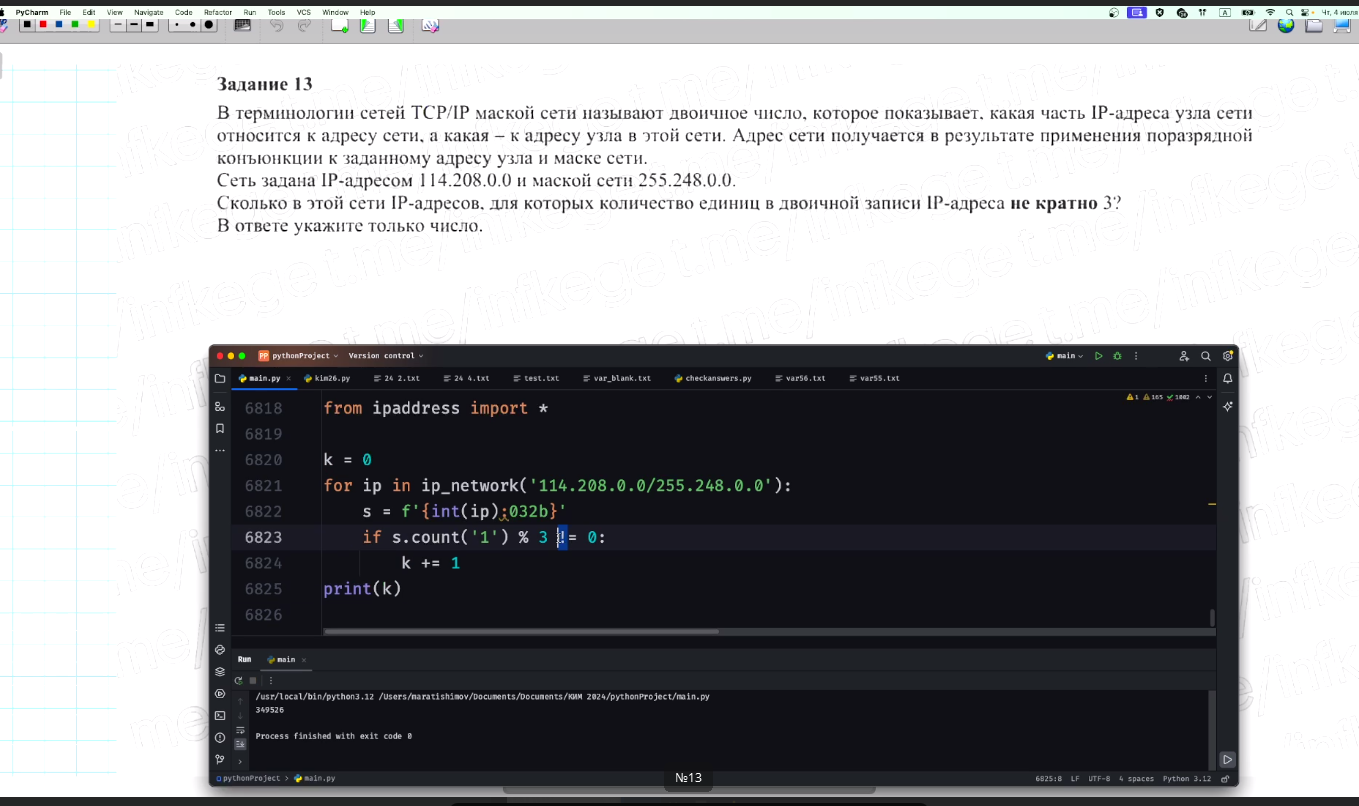 PyCharm File Edit View Navigate Code Refactor Run Tools VCS Window Help
Чт, 4 июля
Задание 13
В терминологии сетей TCP/IP маской сети называют двоичное число, которое показывает, какая часть IP-адреса узла сети
относится к адресу сети, а какая – к адресу узла в этой сети. Адрес сети получается в результате применения поразрядной
конъюнкции к заданному адресу узла и маске сети.
Сеть задана IP-адресом 114.208.0.0 и маской сети 255.248.0.0.
Сколько в этой сети IP-адресов, для которых количество единиц в двоичной записи IP-адреса не кратно 3?
В ответе укажите только число.
PP pythonProject Version control main
main.py kim26.py 24 2.txt 24 4.txt test.txt var_blank.txt checkanswers.py var56.txt var55.txt
1 165 1802
6818 from ipaddress import *
6819
6820 k = 0
6821 for ip in ip_network('114.208.0.0/255.248.0.0'):
6822 s = f'{int(ip):032b}'
6823 if s.count('1') % 3 != 0:
6824 k += 1
6825 print(k)
6826
Run main
/usr/local/bin/python3.12 /Users/maratishimov/Documents/Documents/КИМ 2024/pythonProject/main.py
349526
Process finished with exit code 0
pythonProject > main.py 6825:8 LF UTF-8 4 spaces Python 3.12
№13